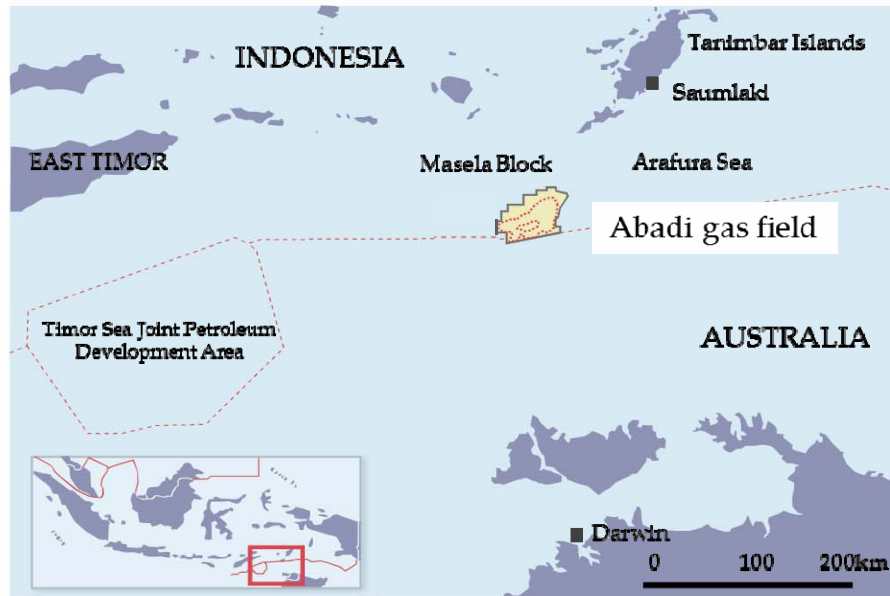 INDONESIA
Tanimbar Islands
Saumlaki
EAST TIMOR
Masela Block
Arafura Sea
Abadi gas field
Timor Sea Joint Petroleum
Development Area
AUSTRALIA
Darwin
0 100 200km